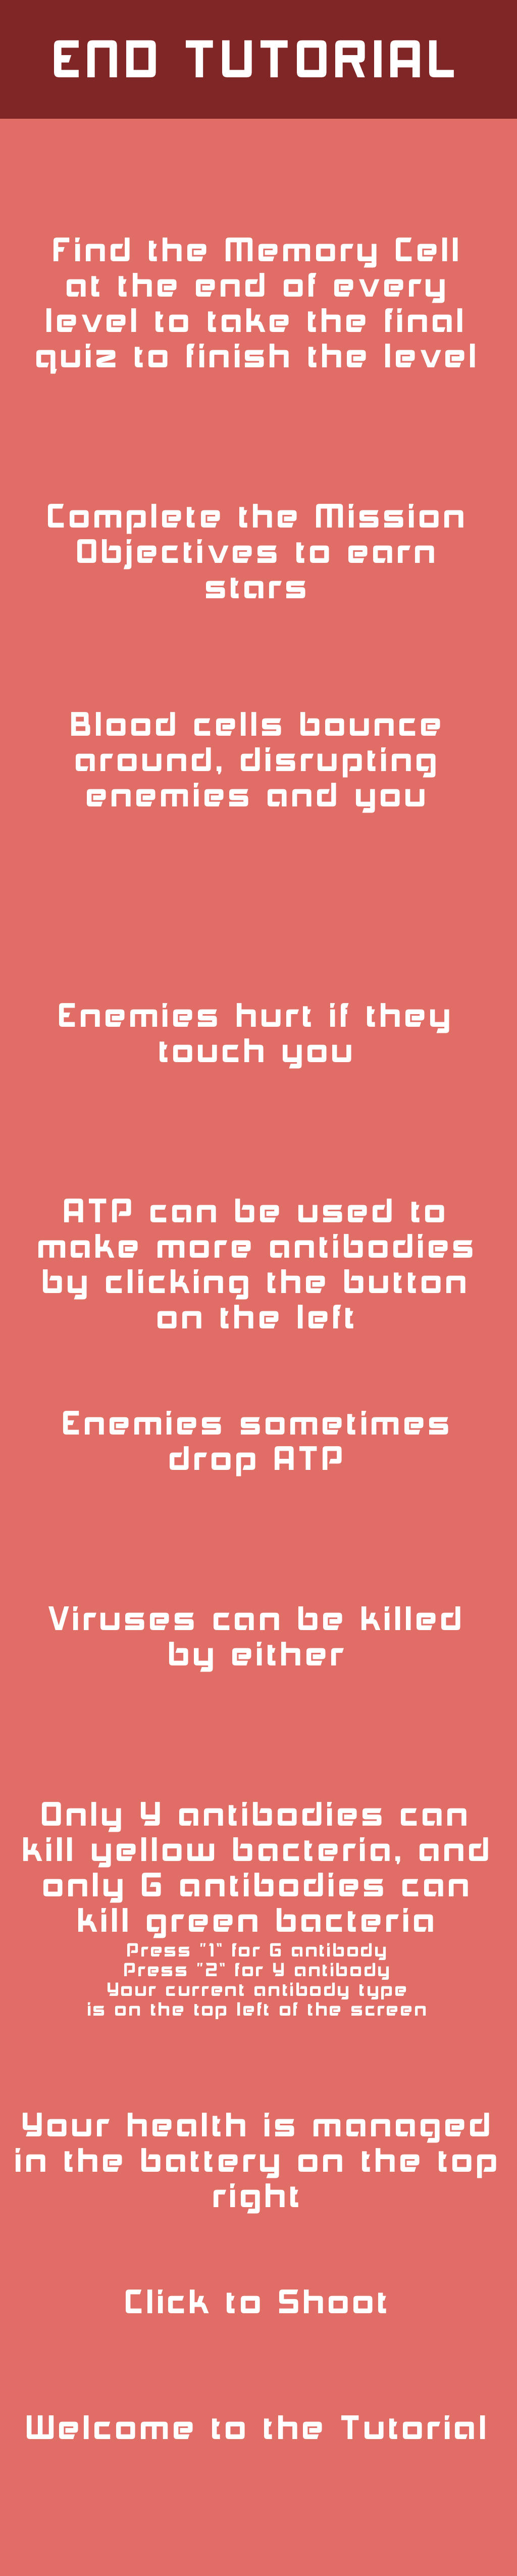 END TUTORIAL
Find the Memory Cell
at the end of every
level to take the final
quiz to finish the level
Complete the Mission
Objectives to earn
stars
Blood cells bounce
around, disrupting
enemies and you
Enemies hurt if they
touch you
ATP can be used to
make more antibodies
by clicking the button
on the left
Enemies sometimes
drop ATP
Viruses can be killed
by either
Only Y antibodies can
kill yellow bacteria, and
only G antibodies can
kill green bacteria
Press "1" for G antibody
Press "2" for Y antibody
Your current antibody type
is on the top left of the screen
Your health is managed
in the battery on the top
right
Click to Shoot
Welcome to the Tutorial